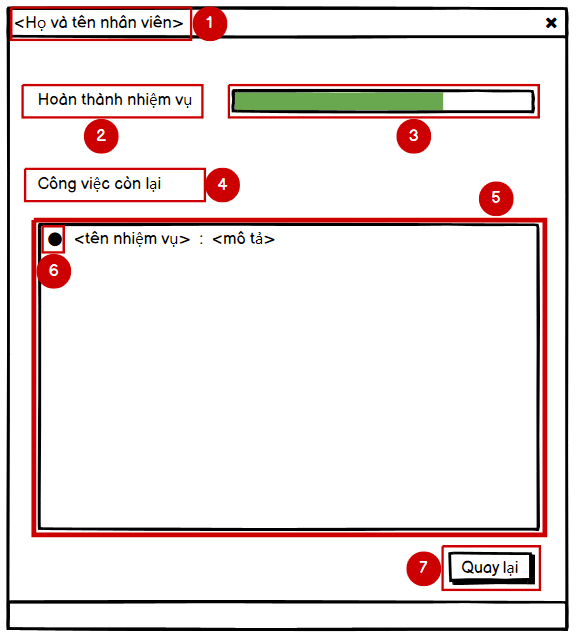 <Họ và tên nhân viên> 1
Hoàn thành nhiệm vụ
2
3
Công việc còn lại 4
5
<tên nhiệm vụ> : <mô tả>
6
7 Quay lại